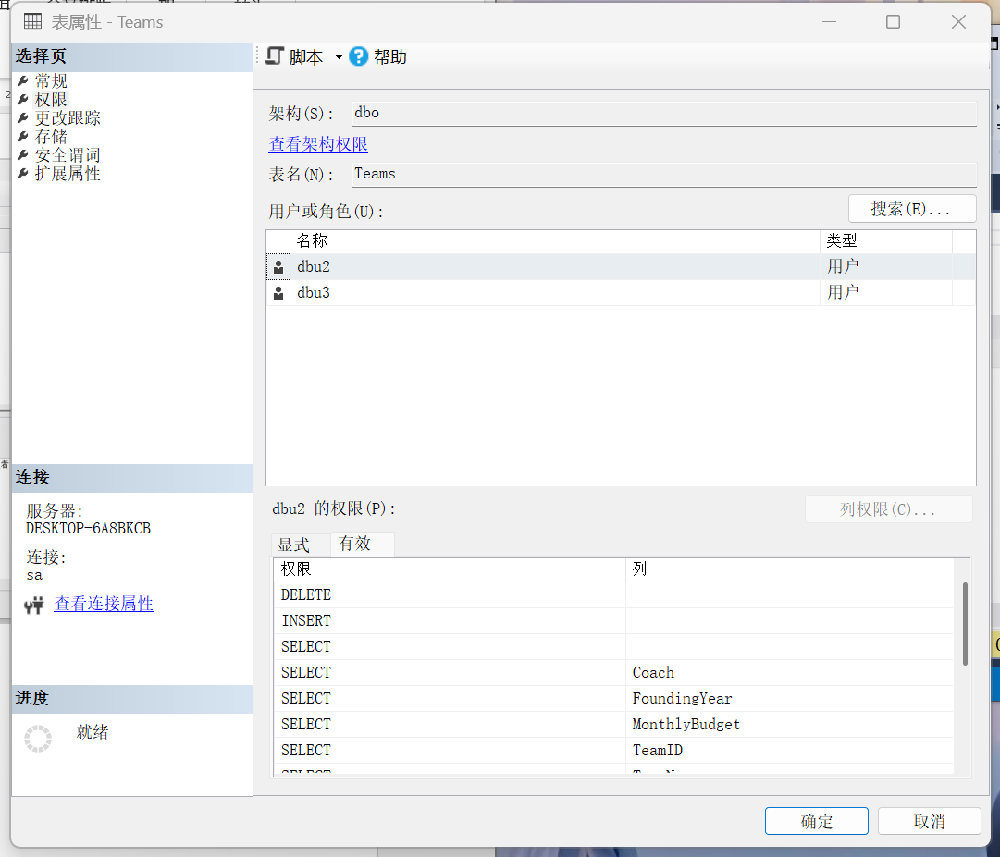 表属性 - Teams
选择页
常规
权限
更改跟踪
存储
安全谓词
扩展属性
连接
服务器:
DESKTOP-6A8BKCB
连接:
sa
查看连接属性
进度
就绪
脚本 帮助
架构(S): dbo
查看架构权限
表名(N): Teams
用户或角色(U): 搜索(E)...
名称 类型
dbu2 用户
dbu3 用户
dbu2 的权限(P): 列权限(C)...
显式 有效
权限 列
DELETE
INSERT
SELECT
SELECT Coach
SELECT FoundingYear
SELECT MonthlyBudget
SELECT TeamID
SELECT
确定 取消